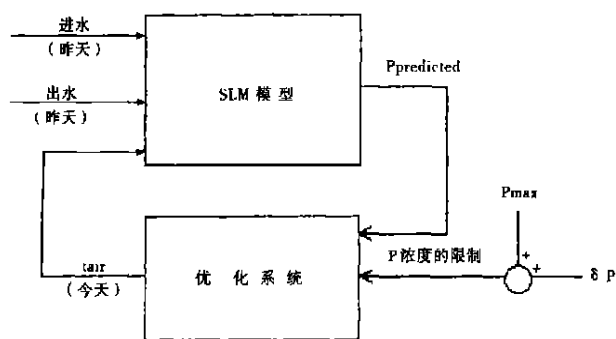 进水
(昨天)
出水
(昨天)
SLM 模型
Ppredicted
Pmax
+
+
P 浓度的限制
δ P
优 化 系 统
tair
(今天)